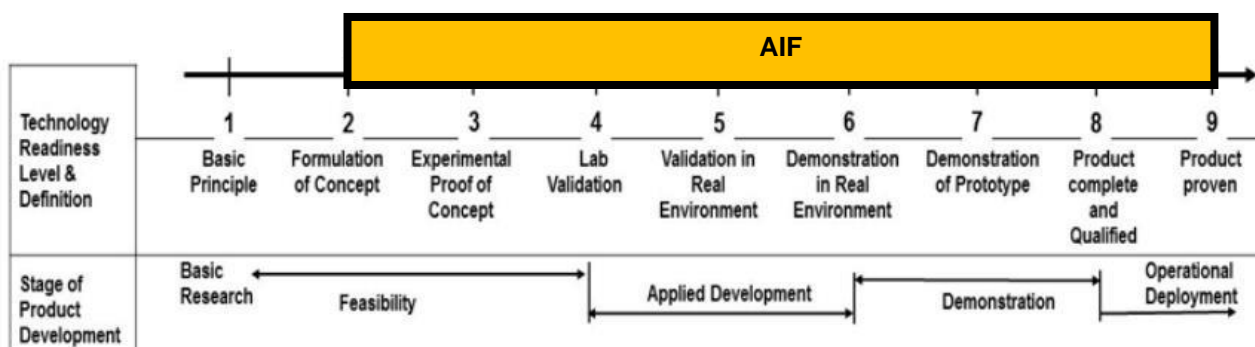 AIF
Technology
Readiness
Level &
Definition
1 2 3 4 5 6 7 8 9
Basic
Principle
Formulation
of Concept
Experimental
Proof of
Concept
Lab
Validation
Validation in
Real
Environment
Demonstration
in Real
Environment
Demonstration
of Prototype
Product
complete
and
Qualified
Product
proven
Stage of
Product
Development
Basic
Research
Feasibility
Applied Development
Demonstration
Operational
Deployment